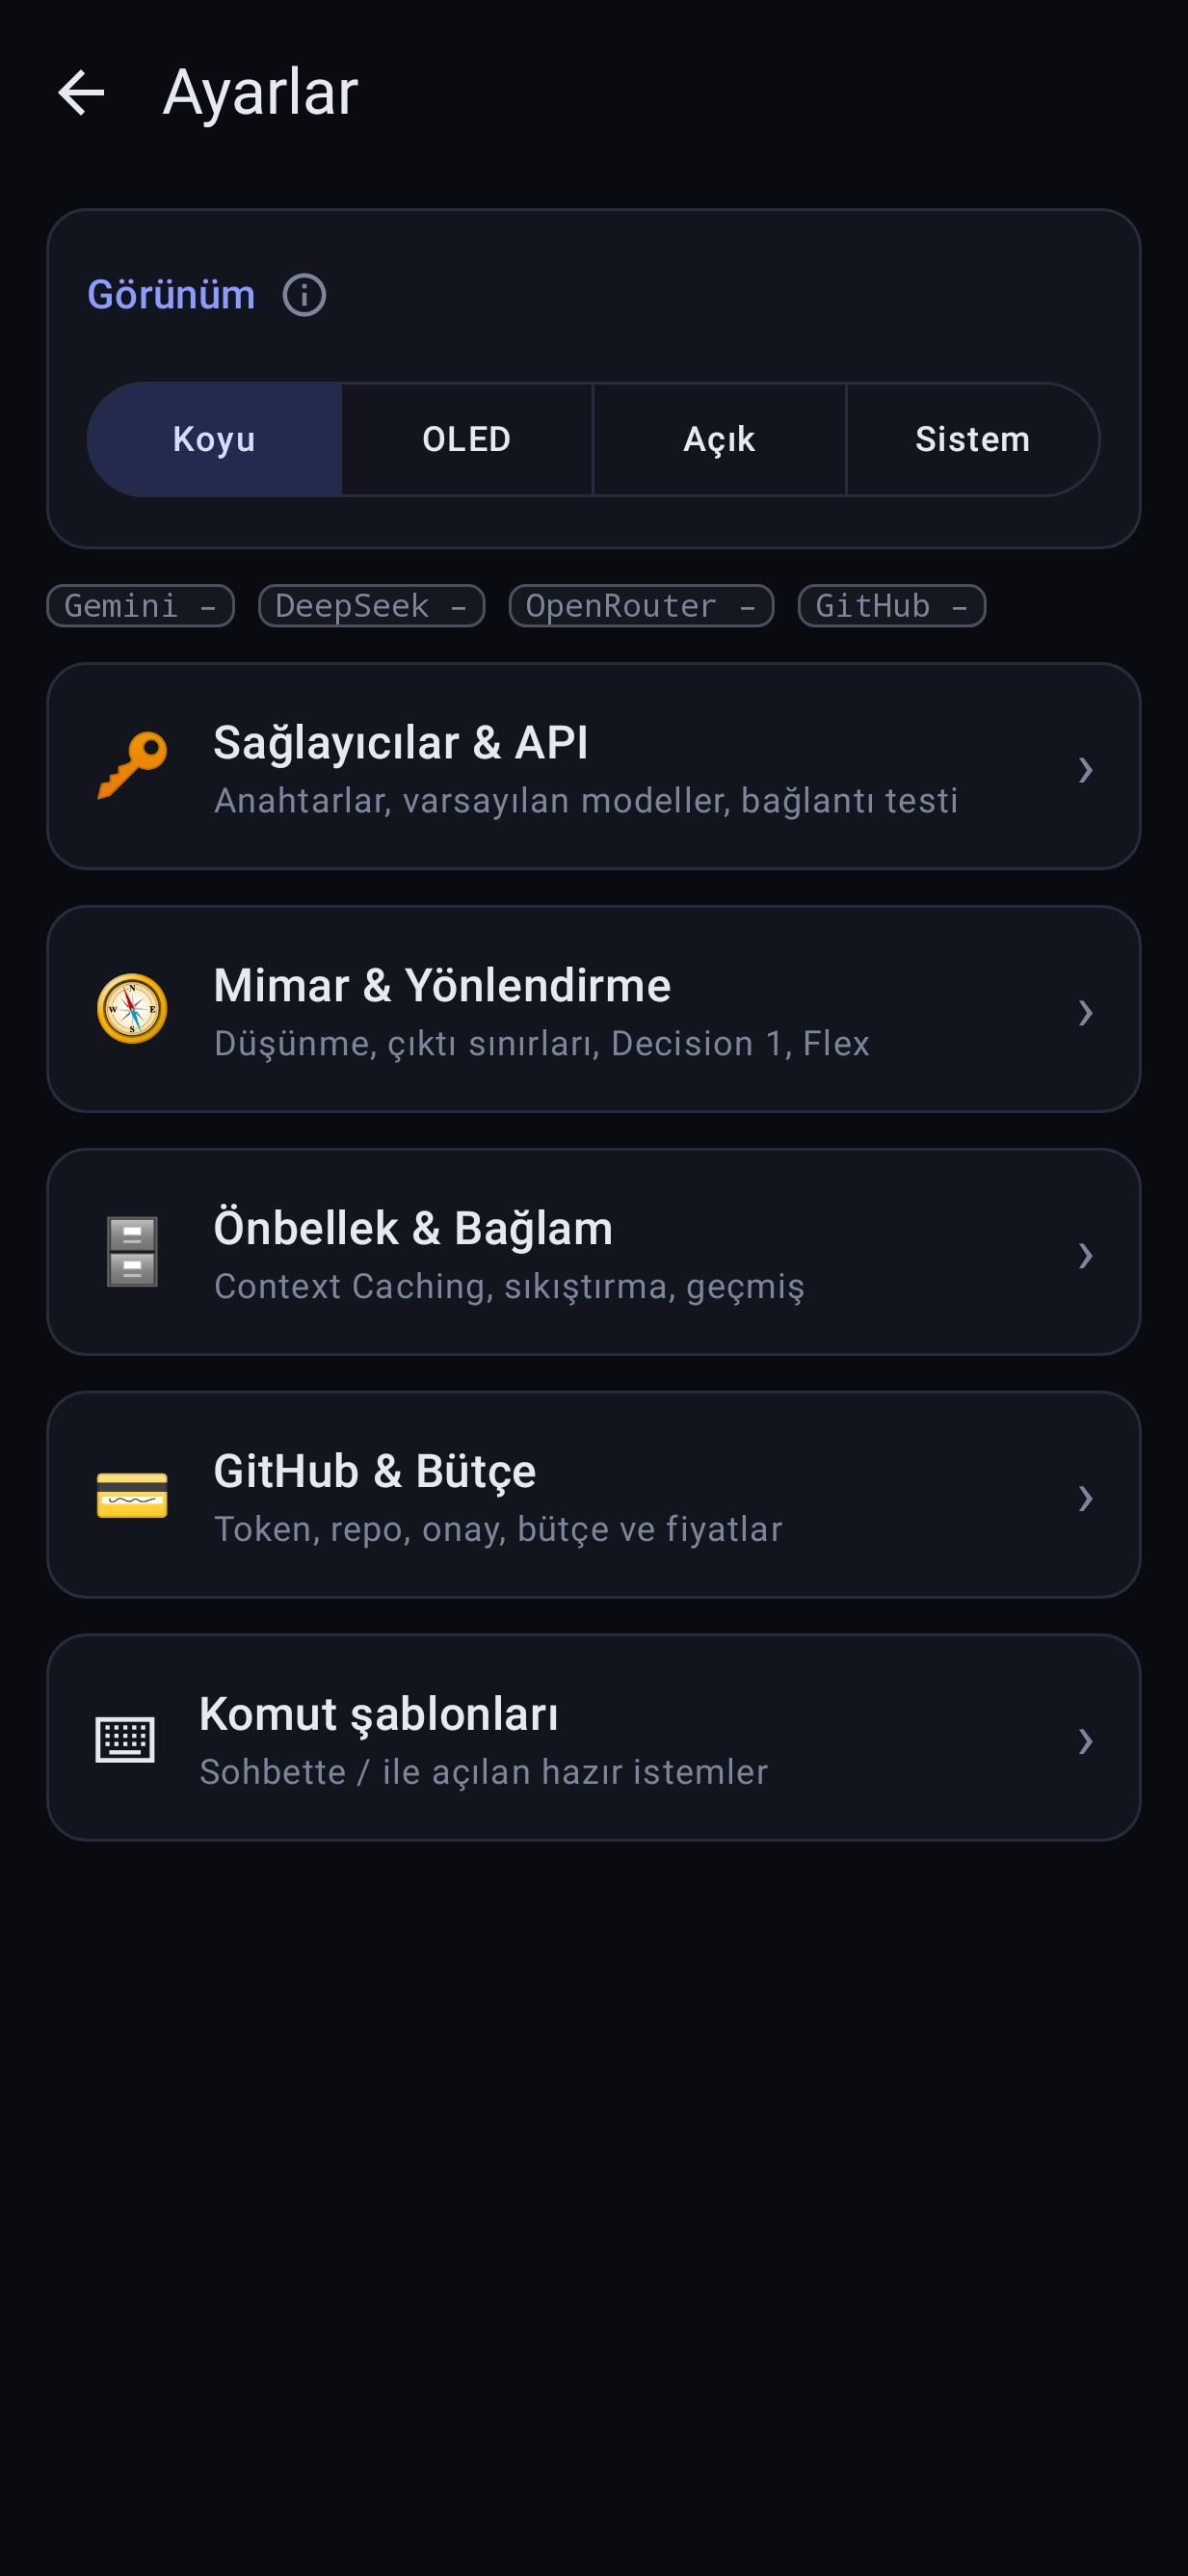 Ayarlar
Görünüm
Koyu OLED Açık Sistem
Gemini – DeepSeek – OpenRouter – GitHub –
Sağlayıcılar & API
Anahtarlar, varsayılan modeller, bağlantı testi
Mimar & Yönlendirme
Düşünme, çıktı sınırları, Decision 1, Flex
Önbellek & Bağlam
Context Caching, sıkıştırma, geçmiş
GitHub & Bütçe
Token, repo, onay, bütçe ve fiyatlar
Komut şablonları
Sohbette / ile açılan hazır istemler